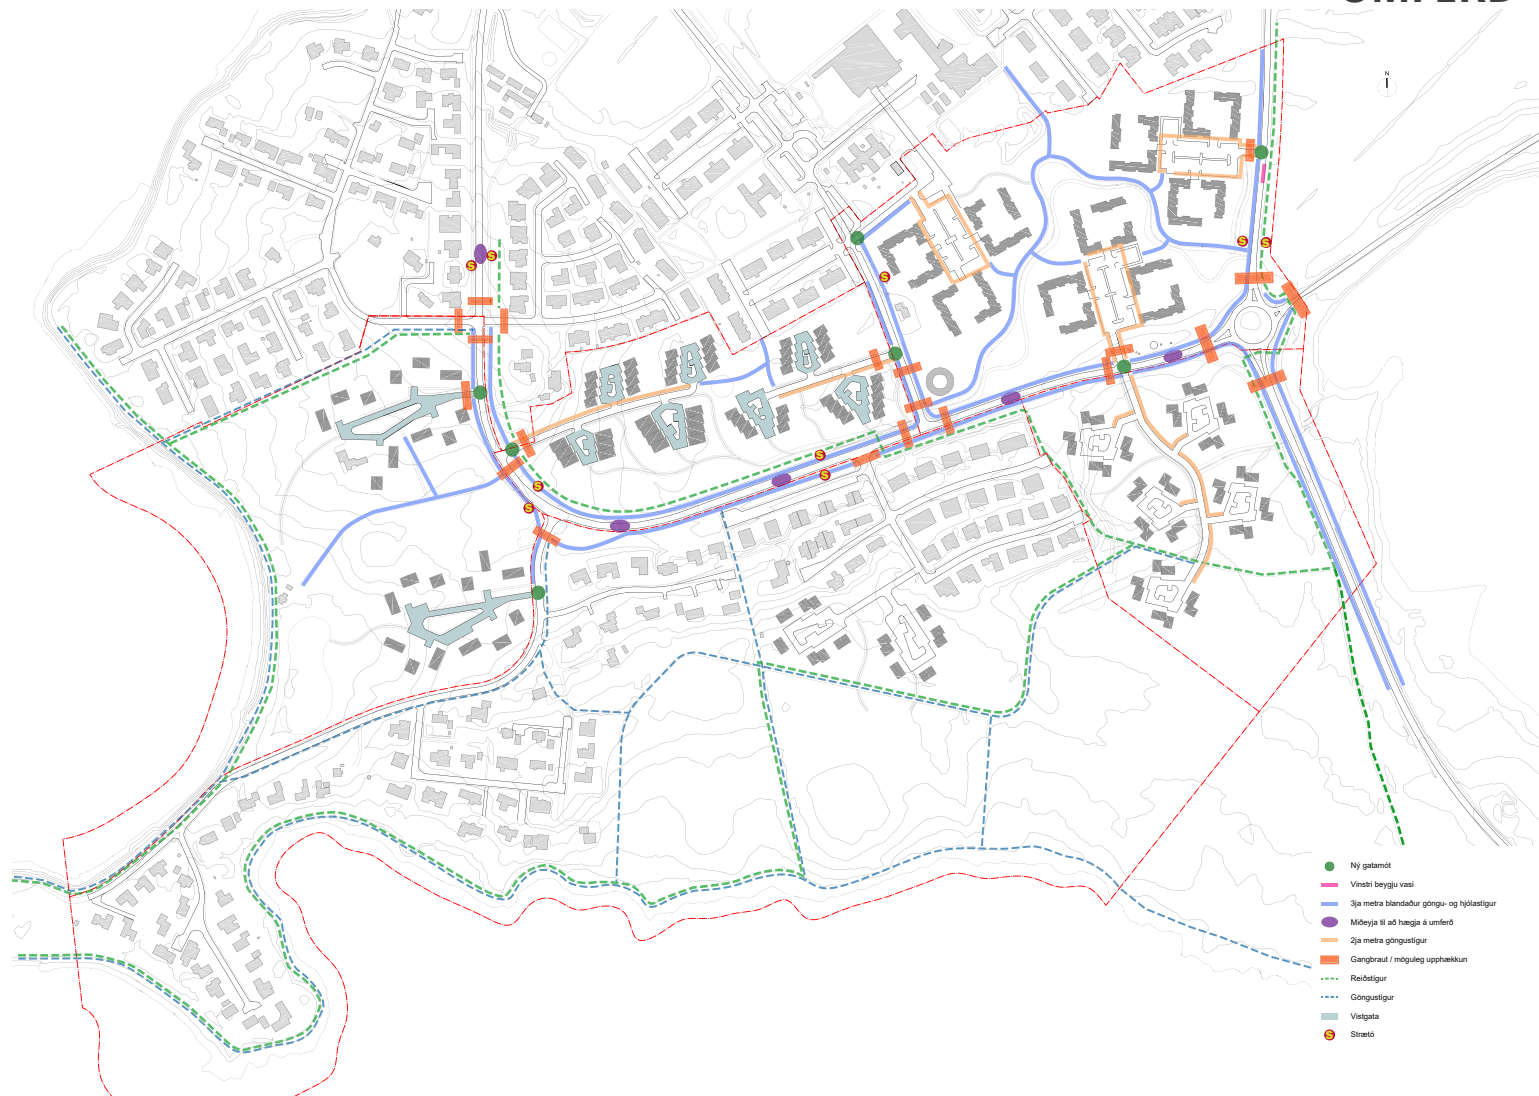 N
Ný gatamót
Vinstri beygju vasi
3ja metra blandaður göngu- og hjólastígur
Miðeyja til að hægja á umferð
2ja metra göngustígur
Gangbraut / möguleg upphækkun
Reiðstígur
Göngustígur
Vistgata
S Strætó